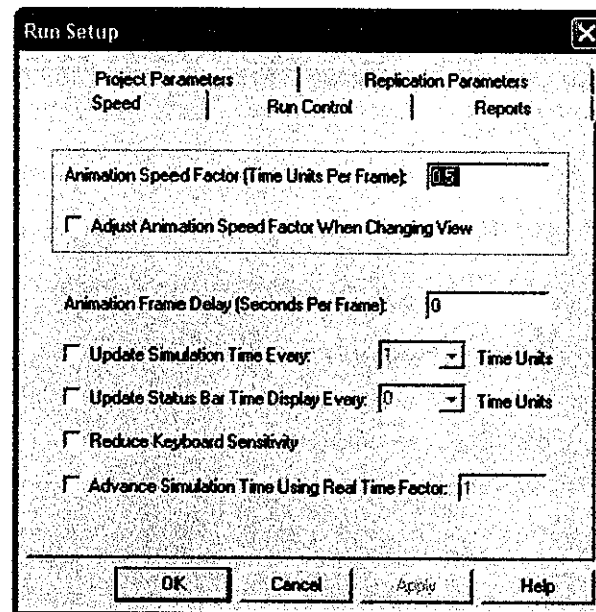 Run Setup
Project Parameters Replication Parameters
Speed Run Control Reports
Animation Speed Factor (Time Units Per Frame): 0.5
Adjust Animation Speed Factor When Changing View
Animation Frame Delay (Seconds Per Frame): 0
Update Simulation Time Every: 1 Time Units
Update Status Bar Time Display Every: 0 Time Units
Reduce Keyboard Sensitivity
Advance Simulation Time Using Real Time Factor: 1
OK Cancel Apply Help